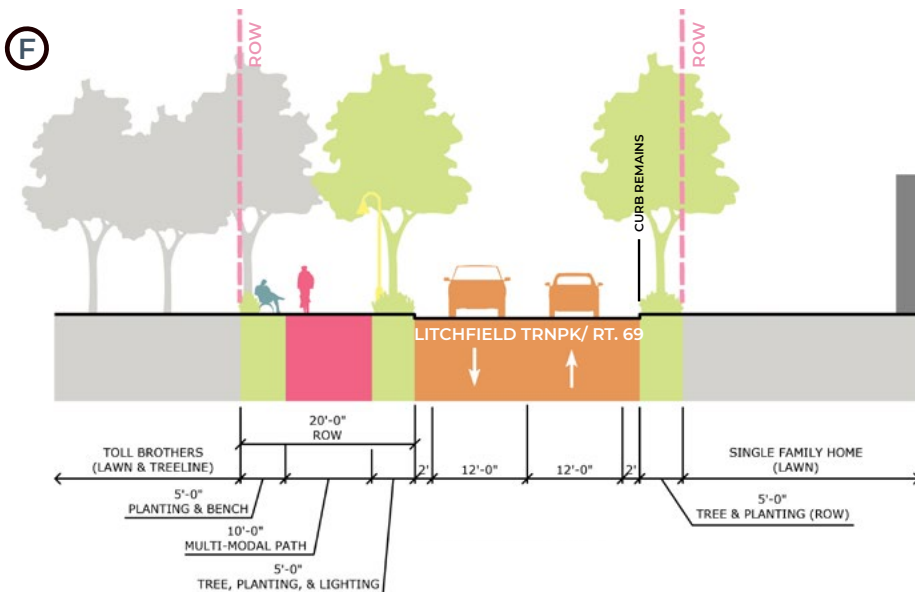 F
ROW
ROW
CURB REMAINS
LITCHFIELD TRNPK/ RT. 69
20'-0"
ROW
TOLL BROTHERS
(LAWN & TREELINE)
2'
12'-0"
12'-0"
2'
SINGLE FAMILY HOME
(LAWN)
5'-0"
PLANTING & BENCH
5'-0"
TREE & PLANTING (ROW)
10'-0"
MULTI-MODAL PATH
5'-0"
TREE, PLANTING, & LIGHTING